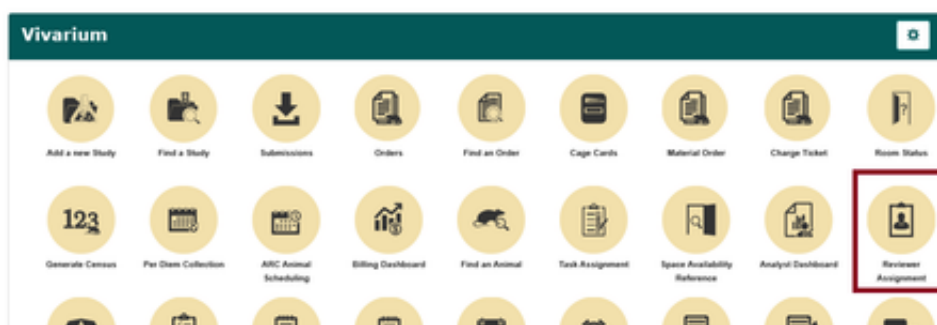 Vivarium
Add a new Study
Find a Study
Submissions
Orders
Find an Order
Cage Cards
Material Order
Charge Ticket
Room Status
?
123
Generate Census
Per Diem Collection
ARC Animal
Scheduling
Billing Dashboard
Find an Animal
Task Assignment
Space Availability
Reference
Analyst Dashboard
Reviewer
Assignment